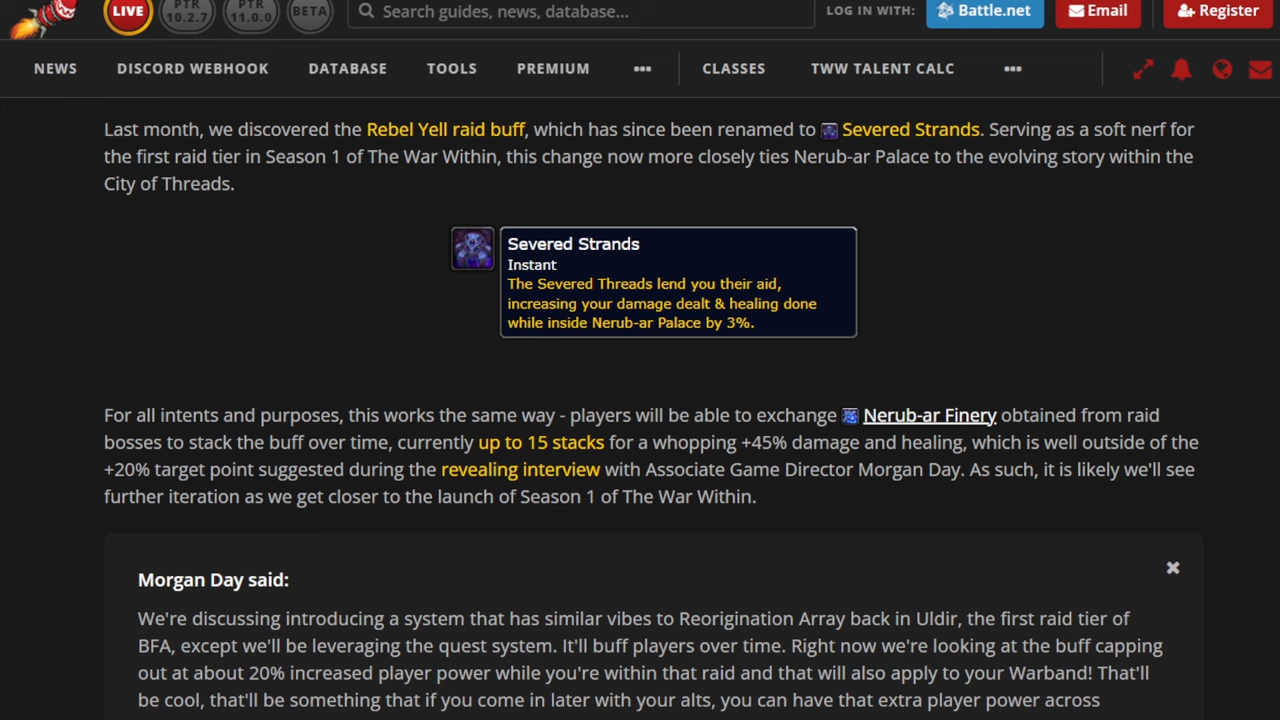 LIVE PTR 10.2.7 PTR 11.0.0 BETA Search guides, news, database... LOG IN WITH: Battle.net Email Register
NEWS DISCORD WEBHOOK DATABASE TOOLS PREMIUM ••• CLASSES TWW TALENT CALC •••
Last month, we discovered the Rebel Yell raid buff, which has since been renamed to Severed Strands. Serving as a soft nerf for
the first raid tier in Season 1 of The War Within, this change now more closely ties Nerub-ar Palace to the evolving story within the
City of Threads.
Severed Strands
Instant
The Severed Threads lend you their aid,
increasing your damage dealt & healing done
while inside Nerub-ar Palace by 3%.
For all intents and purposes, this works the same way - players will be able to exchange Nerub-ar Finery obtained from raid
bosses to stack the buff over time, currently up to 15 stacks for a whopping +45% damage and healing, which is well outside of the
+20% target point suggested during the revealing interview with Associate Game Director Morgan Day. As such, it is likely we'll see
further iteration as we get closer to the launch of Season 1 of The War Within.
Morgan Day said:
We're discussing introducing a system that has similar vibes to Reorigination Array back in Uldir, the first raid tier of
BFA, except we'll be leveraging the quest system. It'll buff players over time. Right now we're looking at the buff capping
out at about 20% increased player power while you're within that raid and that will also apply to your Warband! That'll
be cool, that'll be something that if you come in later with your alts, you can have that extra player power across